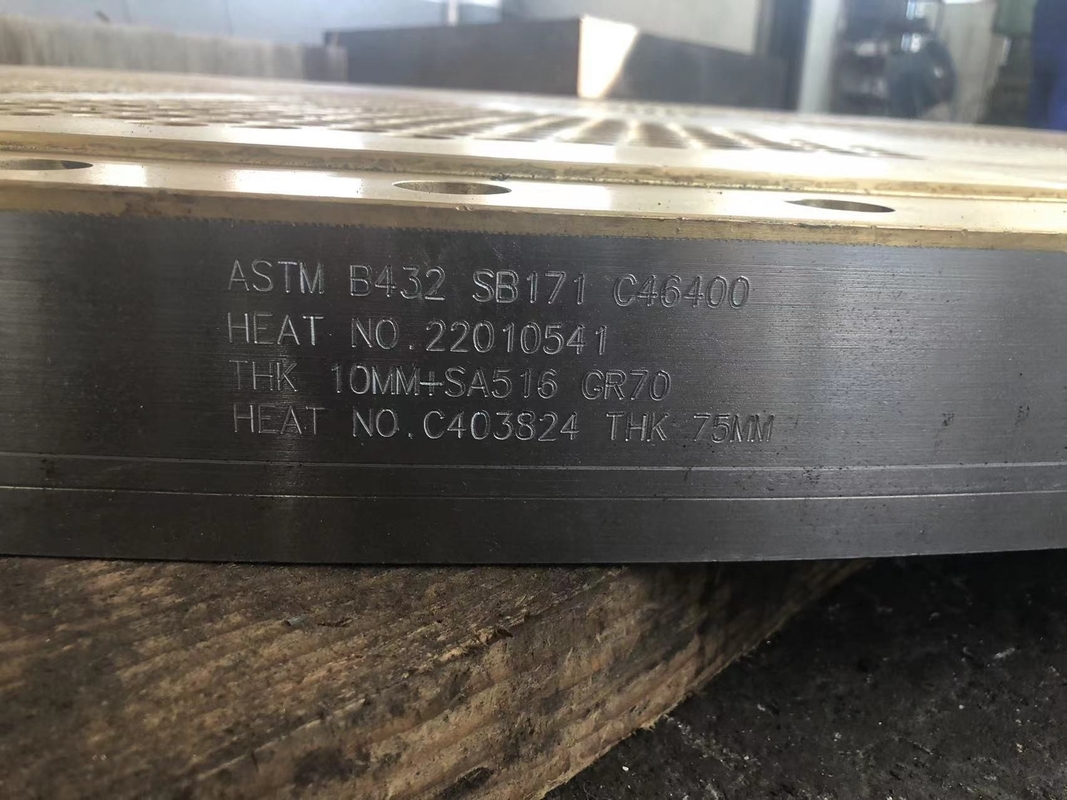 ASTM B432 SB171 C46400
HEAT NO.22010541
THK 10MM+SA516 GR70
HEAT NO.C403824 THK 75MM